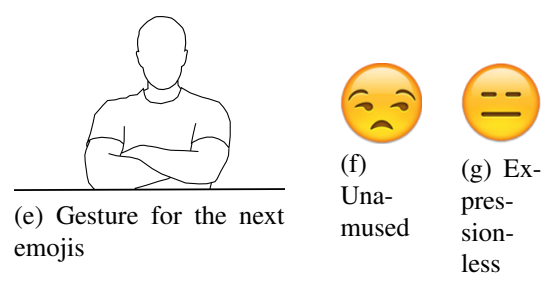 (e) Gesture for the next
emojis
(f)
Una-
mused
(g) Ex-
pres-
sion-
less